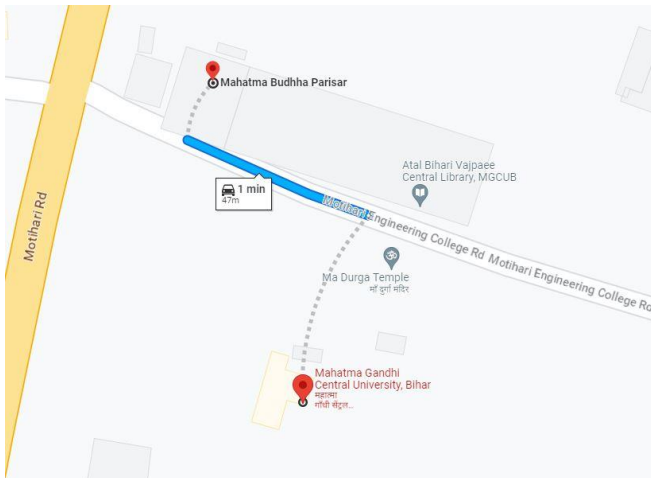 Mahatma Budhha Parisar
Atal Bihari Vajpaee
Central Library, MGCUB
1 min
47m
Motihari Rd
Motihari Engineering College Rd
Motihari Engineering College Rd
Ma Durga Temple
माँ दुर्गा मंदिर
Mahatma Gandhi
Central University, Bihar
महात्मा
गाँधी सेंट्रल...